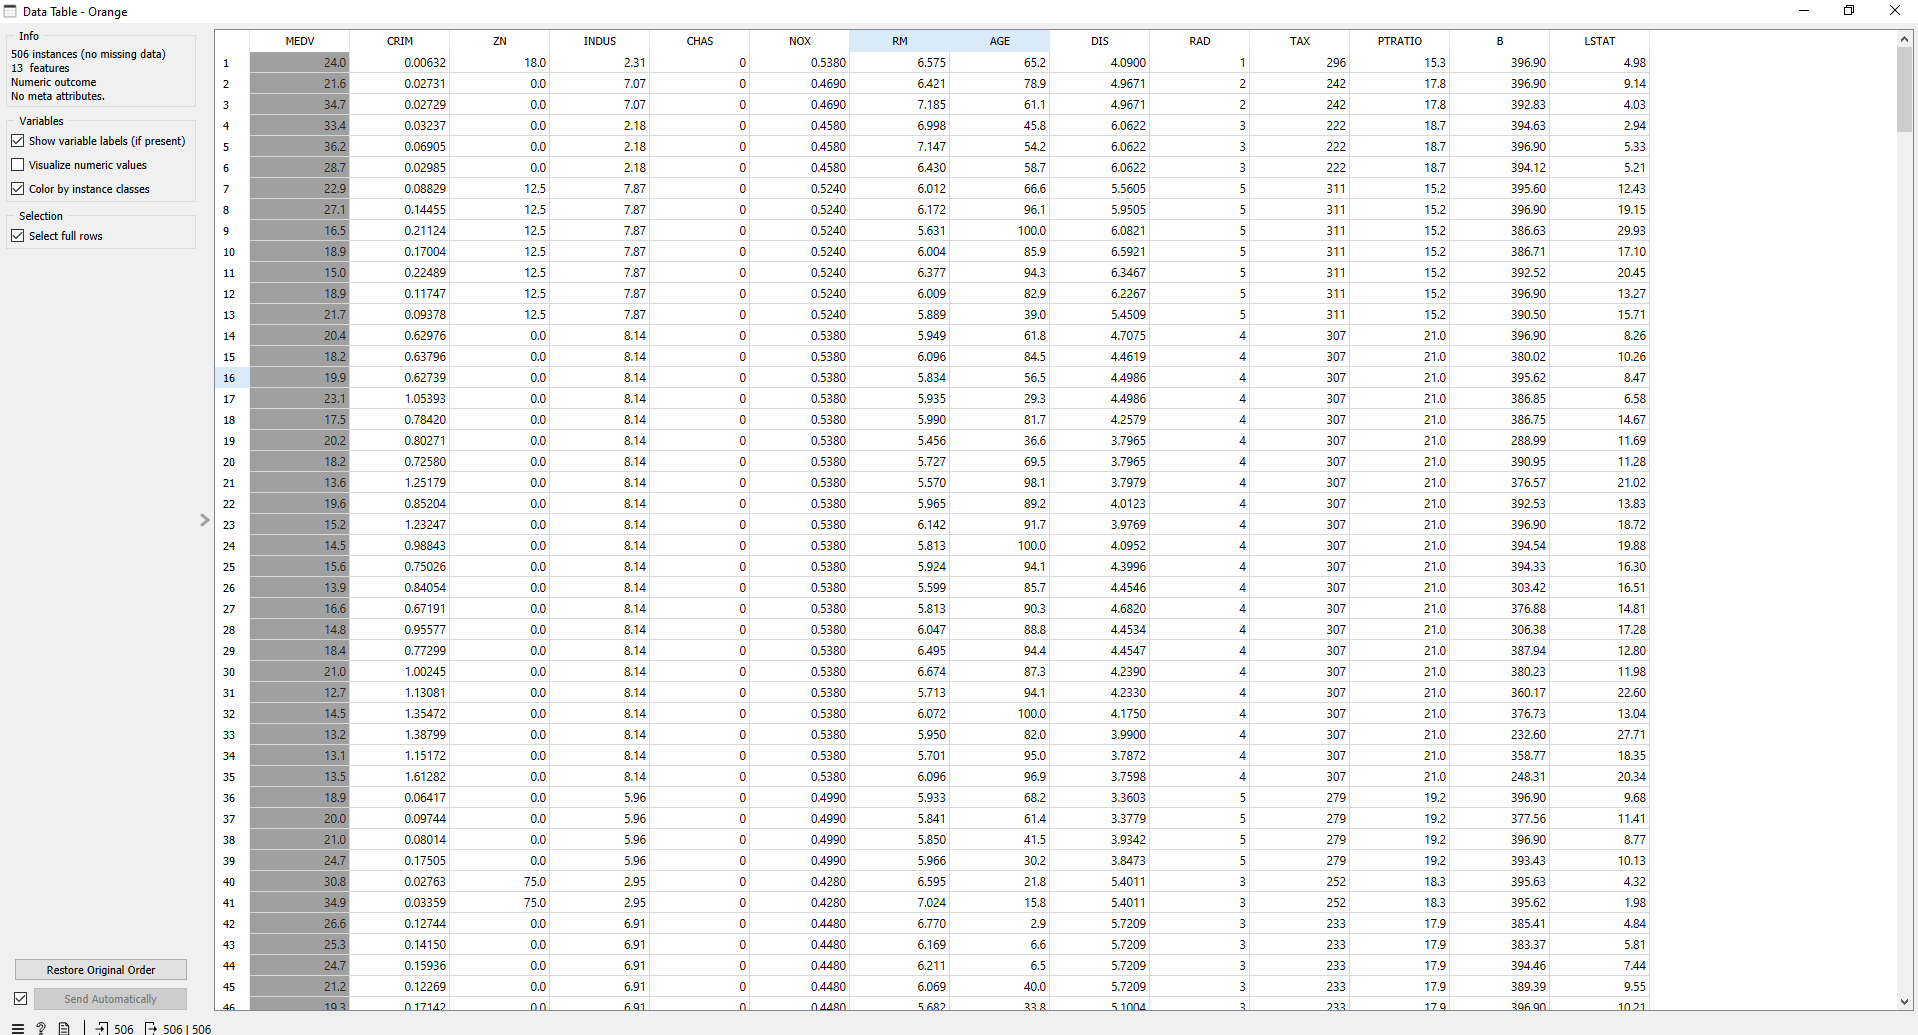 Data Table - Orange
Info
506 instances (no missing data)
13 features
Numeric outcome
No meta attributes.
Variables
Show variable labels (if present)
Visualize numeric values
Color by instance classes
Selection
Select full rows
MEDV CRIM ZN INDUS CHAS NOX RM AGE DIS RAD TAX PTRATIO B LSTAT
1 24.0 0.00632 18.0 2.31 0 0.5380 6.575 65.2 4.0900 1 296 15.3 396.90 4.98
2 21.6 0.02731 0.0 7.07 0 0.4690 6.421 78.9 4.9671 2 242 17.8 396.90 9.14
3 34.7 0.02729 0.0 7.07 0 0.4690 7.185 61.1 4.9671 2 242 17.8 392.83 4.03
4 33.4 0.03237 0.0 2.18 0 0.4580 6.998 45.8 6.0622 3 222 18.7 394.63 2.94
5 36.2 0.06905 0.0 2.18 0 0.4580 7.147 54.2 6.0622 3 222 18.7 396.90 5.33
6 28.7 0.02985 0.0 2.18 0 0.4580 6.430 58.7 6.0622 3 222 18.7 394.12 5.21
7 22.9 0.08829 12.5 7.87 0 0.5240 6.012 66.6 5.5605 5 311 15.2 395.60 12.43
8 27.1 0.14455 12.5 7.87 0 0.5240 6.172 96.1 5.9505 5 311 15.2 396.90 19.15
9 16.5 0.21124 12.5 7.87 0 0.5240 5.631 100.0 6.0821 5 311 15.2 386.63 29.93
10 18.9 0.17004 12.5 7.87 0 0.5240 6.004 85.9 6.5921 5 311 15.2 386.71 17.10
11 15.0 0.22489 12.5 7.87 0 0.5240 6.377 94.3 6.3467 5 311 15.2 392.52 20.45
12 18.9 0.11747 12.5 7.87 0 0.5240 6.009 82.9 6.2267 5 311 15.2 396.90 13.27
13 21.7 0.09378 12.5 7.87 0 0.5240 5.889 39.0 5.4509 5 311 15.2 390.50 15.71
14 20.4 0.62976 0.0 8.14 0 0.5380 5.949 61.8 4.7075 4 307 21.0 396.90 8.26
15 18.2 0.63796 0.0 8.14 0 0.5380 6.096 84.5 4.4619 4 307 21.0 380.02 10.26
16 19.9 0.62739 0.0 8.14 0 0.5380 5.834 56.5 4.4986 4 307 21.0 395.62 8.47
17 23.1 1.05393 0.0 8.14 0 0.5380 5.935 29.3 4.4986 4 307 21.0 386.85 6.58
18 17.5 0.78420 0.0 8.14 0 0.5380 5.990 81.7 4.2579 4 307 21.0 386.75 14.67
19 20.2 0.80271 0.0 8.14 0 0.5380 5.456 36.6 3.7965 4 307 21.0 288.99 11.69
20 18.2 0.72580 0.0 8.14 0 0.5380 5.727 69.5 3.7965 4 307 21.0 390.95 11.28
21 13.6 1.25179 0.0 8.14 0 0.5380 5.570 98.1 3.7979 4 307 21.0 376.57 21.02
22 19.6 0.85204 0.0 8.14 0 0.5380 5.965 89.2 4.0123 4 307 21.0 392.53 13.83
23 15.2 1.23247 0.0 8.14 0 0.5380 6.142 91.7 3.9769 4 307 21.0 396.90 18.72
24 14.5 0.98843 0.0 8.14 0 0.5380 5.813 100.0 4.0952 4 307 21.0 394.54 19.88
25 15.6 0.75026 0.0 8.14 0 0.5380 5.924 94.1 4.3996 4 307 21.0 394.33 16.30
26 13.9 0.84054 0.0 8.14 0 0.5380 5.599 85.7 4.4546 4 307 21.0 303.42 16.51
27 16.6 0.67191 0.0 8.14 0 0.5380 5.813 90.3 4.6820 4 307 21.0 376.88 14.81
28 14.8 0.95577 0.0 8.14 0 0.5380 6.047 88.8 4.4534 4 307 21.0 306.38 17.28
29 18.4 0.77299 0.0 8.14 0 0.5380 6.495 94.4 4.4547 4 307 21.0 387.94 12.80
30 21.0 1.00245 0.0 8.14 0 0.5380 6.674 87.3 4.2390 4 307 21.0 380.23 11.98
31 12.7 1.13081 0.0 8.14 0 0.5380 5.713 94.1 4.2330 4 307 21.0 360.17 22.60
32 14.5 1.35472 0.0 8.14 0 0.5380 6.072 100.0 4.1750 4 307 21.0 376.73 13.04
33 13.2 1.38799 0.0 8.14 0 0.5380 5.950 82.0 3.9900 4 307 21.0 232.60 27.71
34 13.1 1.15172 0.0 8.14 0 0.5380 5.701 95.0 3.7872 4 307 21.0 358.77 18.35
35 13.5 1.61282 0.0 8.14 0 0.5380 6.096 96.9 3.7598 4 307 21.0 248.31 20.34
36 18.9 0.06417 0.0 5.96 0 0.4990 5.933 68.2 3.3603 5 279 19.2 396.90 9.68
37 20.0 0.09744 0.0 5.96 0 0.4990 5.841 61.4 3.3779 5 279 19.2 377.56 11.41
38 21.0 0.08014 0.0 5.96 0 0.4990 5.850 41.5 3.9342 5 279 19.2 396.90 8.77
39 24.7 0.17505 0.0 5.96 0 0.4990 5.966 30.2 3.8473 5 279 19.2 393.43 10.13
40 30.8 0.02763 75.0 2.95 0 0.4280 6.595 21.8 5.4011 3 252 18.3 395.63 4.32
41 34.9 0.03359 75.0 2.95 0 0.4280 7.024 15.8 5.4011 3 252 18.3 395.62 1.98
42 26.6 0.12744 0.0 6.91 0 0.4480 6.770 2.9 5.7209 3 233 17.9 385.41 4.84
43 25.3 0.14150 0.0 6.91 0 0.4480 6.169 6.6 5.7209 3 233 17.9 383.37 5.81
44 24.7 0.15936 0.0 6.91 0 0.4480 6.211 6.5 5.7209 3 233 17.9 394.46 7.44
45 21.2 0.12269 0.0 6.91 0 0.4480 6.069 40.0 5.7209 3 233 17.9 389.39 9.55
46 19.3 0.17142 0.0 6.91 0 0.4480 5.682 33.8 5.1004 3 233 17.9 396.90 10.21
Restore Original Order
Send Automatically
506 506 | 506